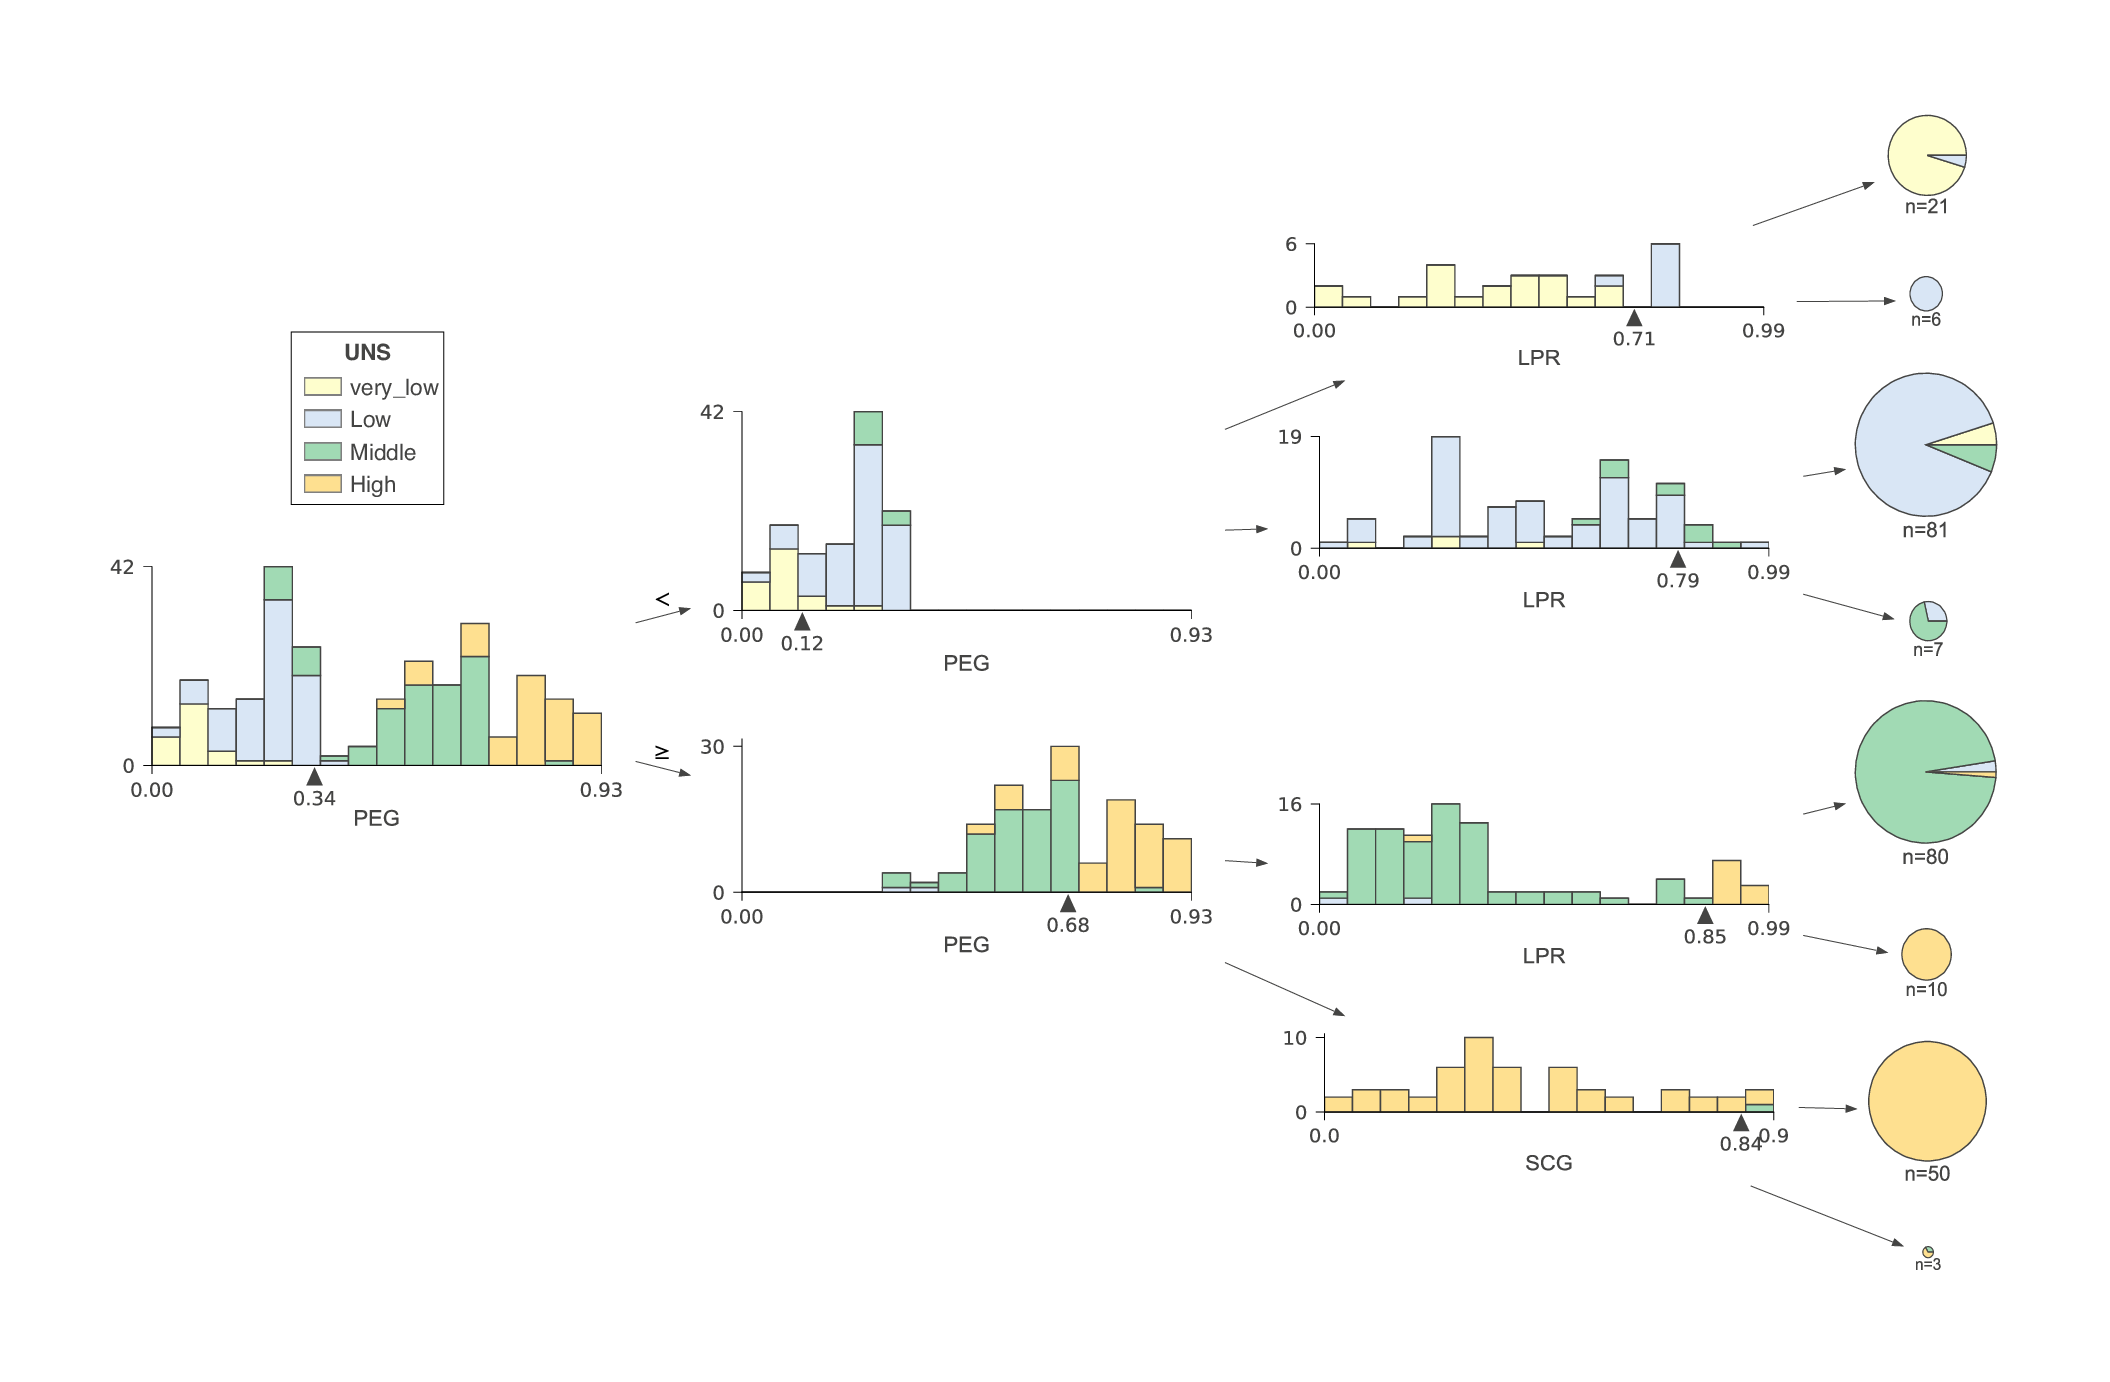 UNS
very_low
Low
Middle
High
42
0
0.00
0.34
0.93
PEG
<
≥
42
0
0.00
0.12
0.93
PEG
30
0
0.00
0.68
0.93
PEG
6
0
0.00
0.71
0.99
LPR
19
0
0.00
0.79
0.99
LPR
16
0
0.00
0.85
0.99
LPR
10
0
0.0
0.84
0.9
SCG
n=21
n=6
n=81
n=7
n=80
n=10
n=50
n=3